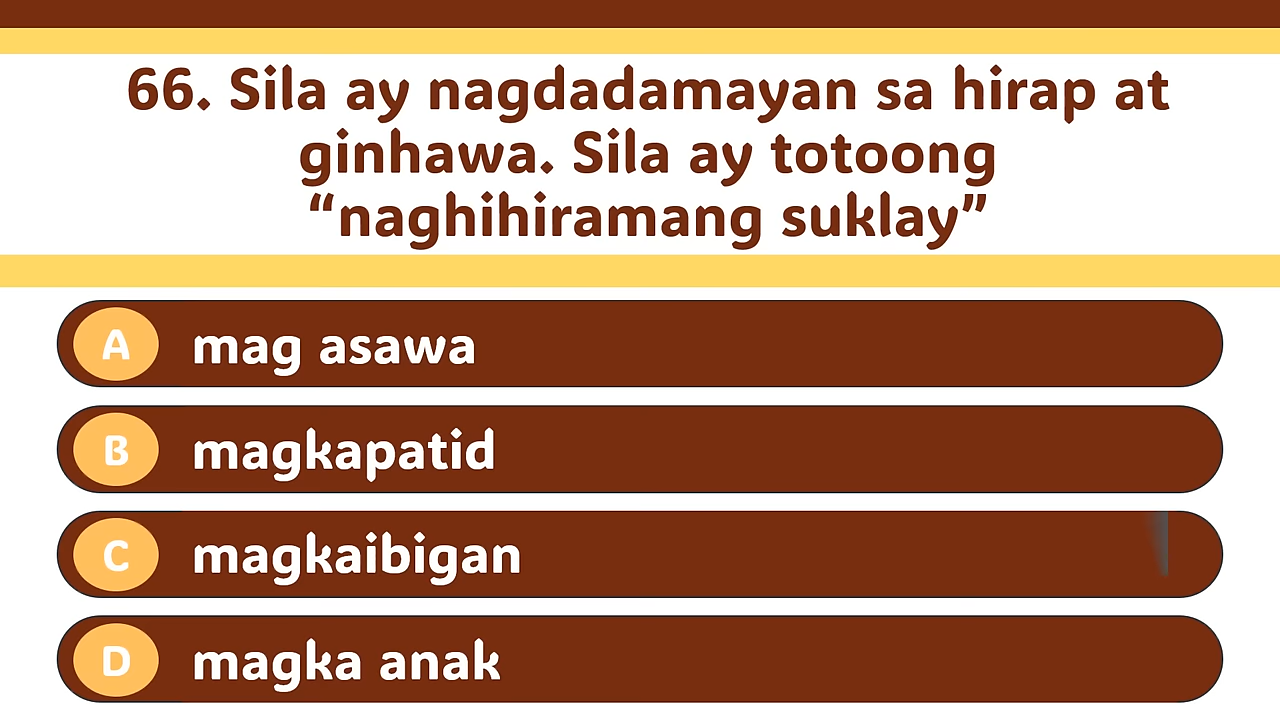 66. Sila ay nagdadamayan sa hirap at
ginhawa. Sila ay totoong
“naghihiramang suklay”
A mag asawa
B magkapatid
C magkaibigan
D magka anak